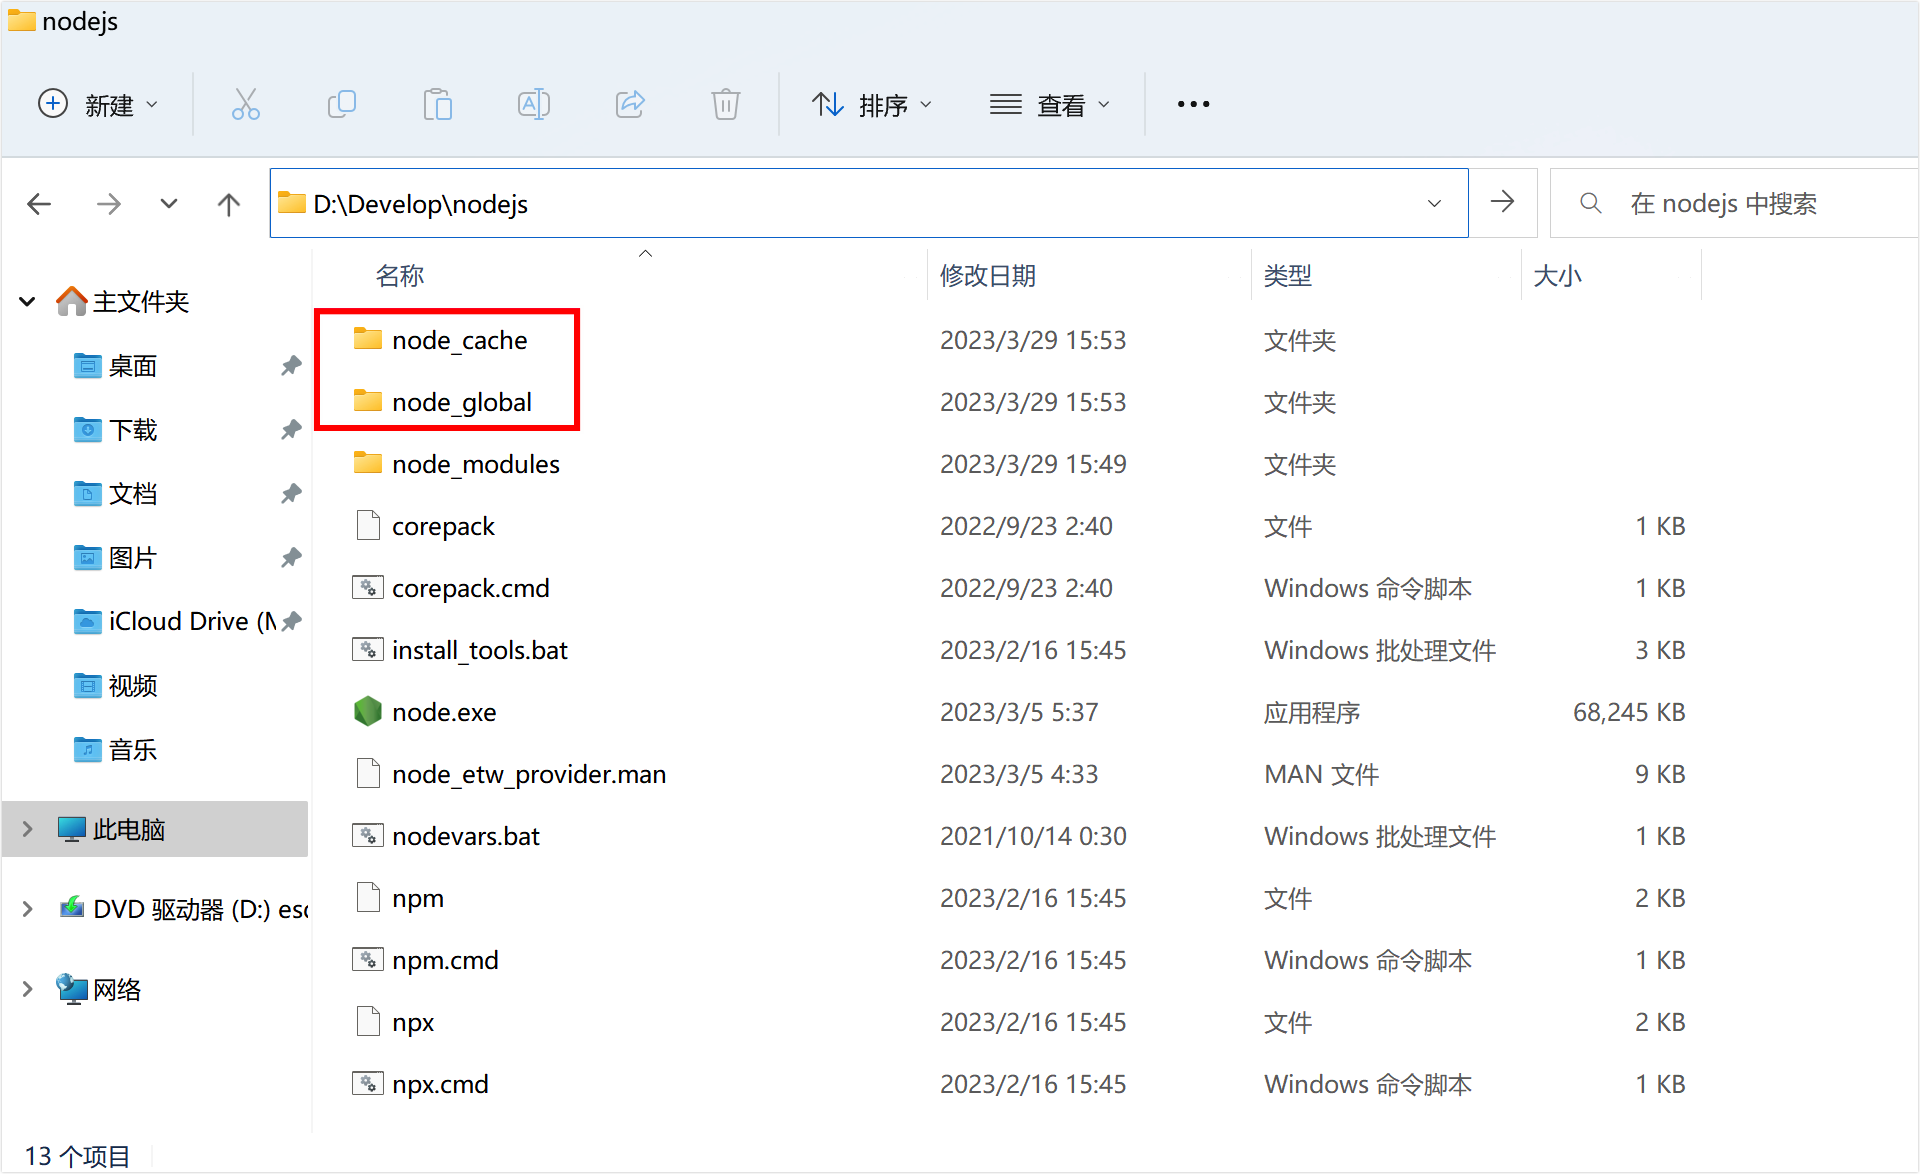 nodejs
新建 排序 查看
D:\Develop\nodejs 在 nodejs 中搜索
名称 修改日期 类型 大小
主文件夹
桌面
下载
文档
图片
iCloud Drive (M
视频
音乐
此电脑
DVD 驱动器 (D:) esd
网络
node_cache 2023/3/29 15:53 文件夹
node_global 2023/3/29 15:53 文件夹
node_modules 2023/3/29 15:49 文件夹
corepack 2022/9/23 2:40 文件 1 KB
corepack.cmd 2022/9/23 2:40 Windows 命令脚本 1 KB
install_tools.bat 2023/2/16 15:45 Windows 批处理文件 3 KB
node.exe 2023/3/5 5:37 应用程序 68,245 KB
node_etw_provider.man 2023/3/5 4:33 MAN 文件 9 KB
nodevars.bat 2021/10/14 0:30 Windows 批处理文件 1 KB
npm 2023/2/16 15:45 文件 2 KB
npm.cmd 2023/2/16 15:45 Windows 命令脚本 1 KB
npx 2023/2/16 15:45 文件 2 KB
npx.cmd 2023/2/16 15:45 Windows 命令脚本 1 KB
13 个项目